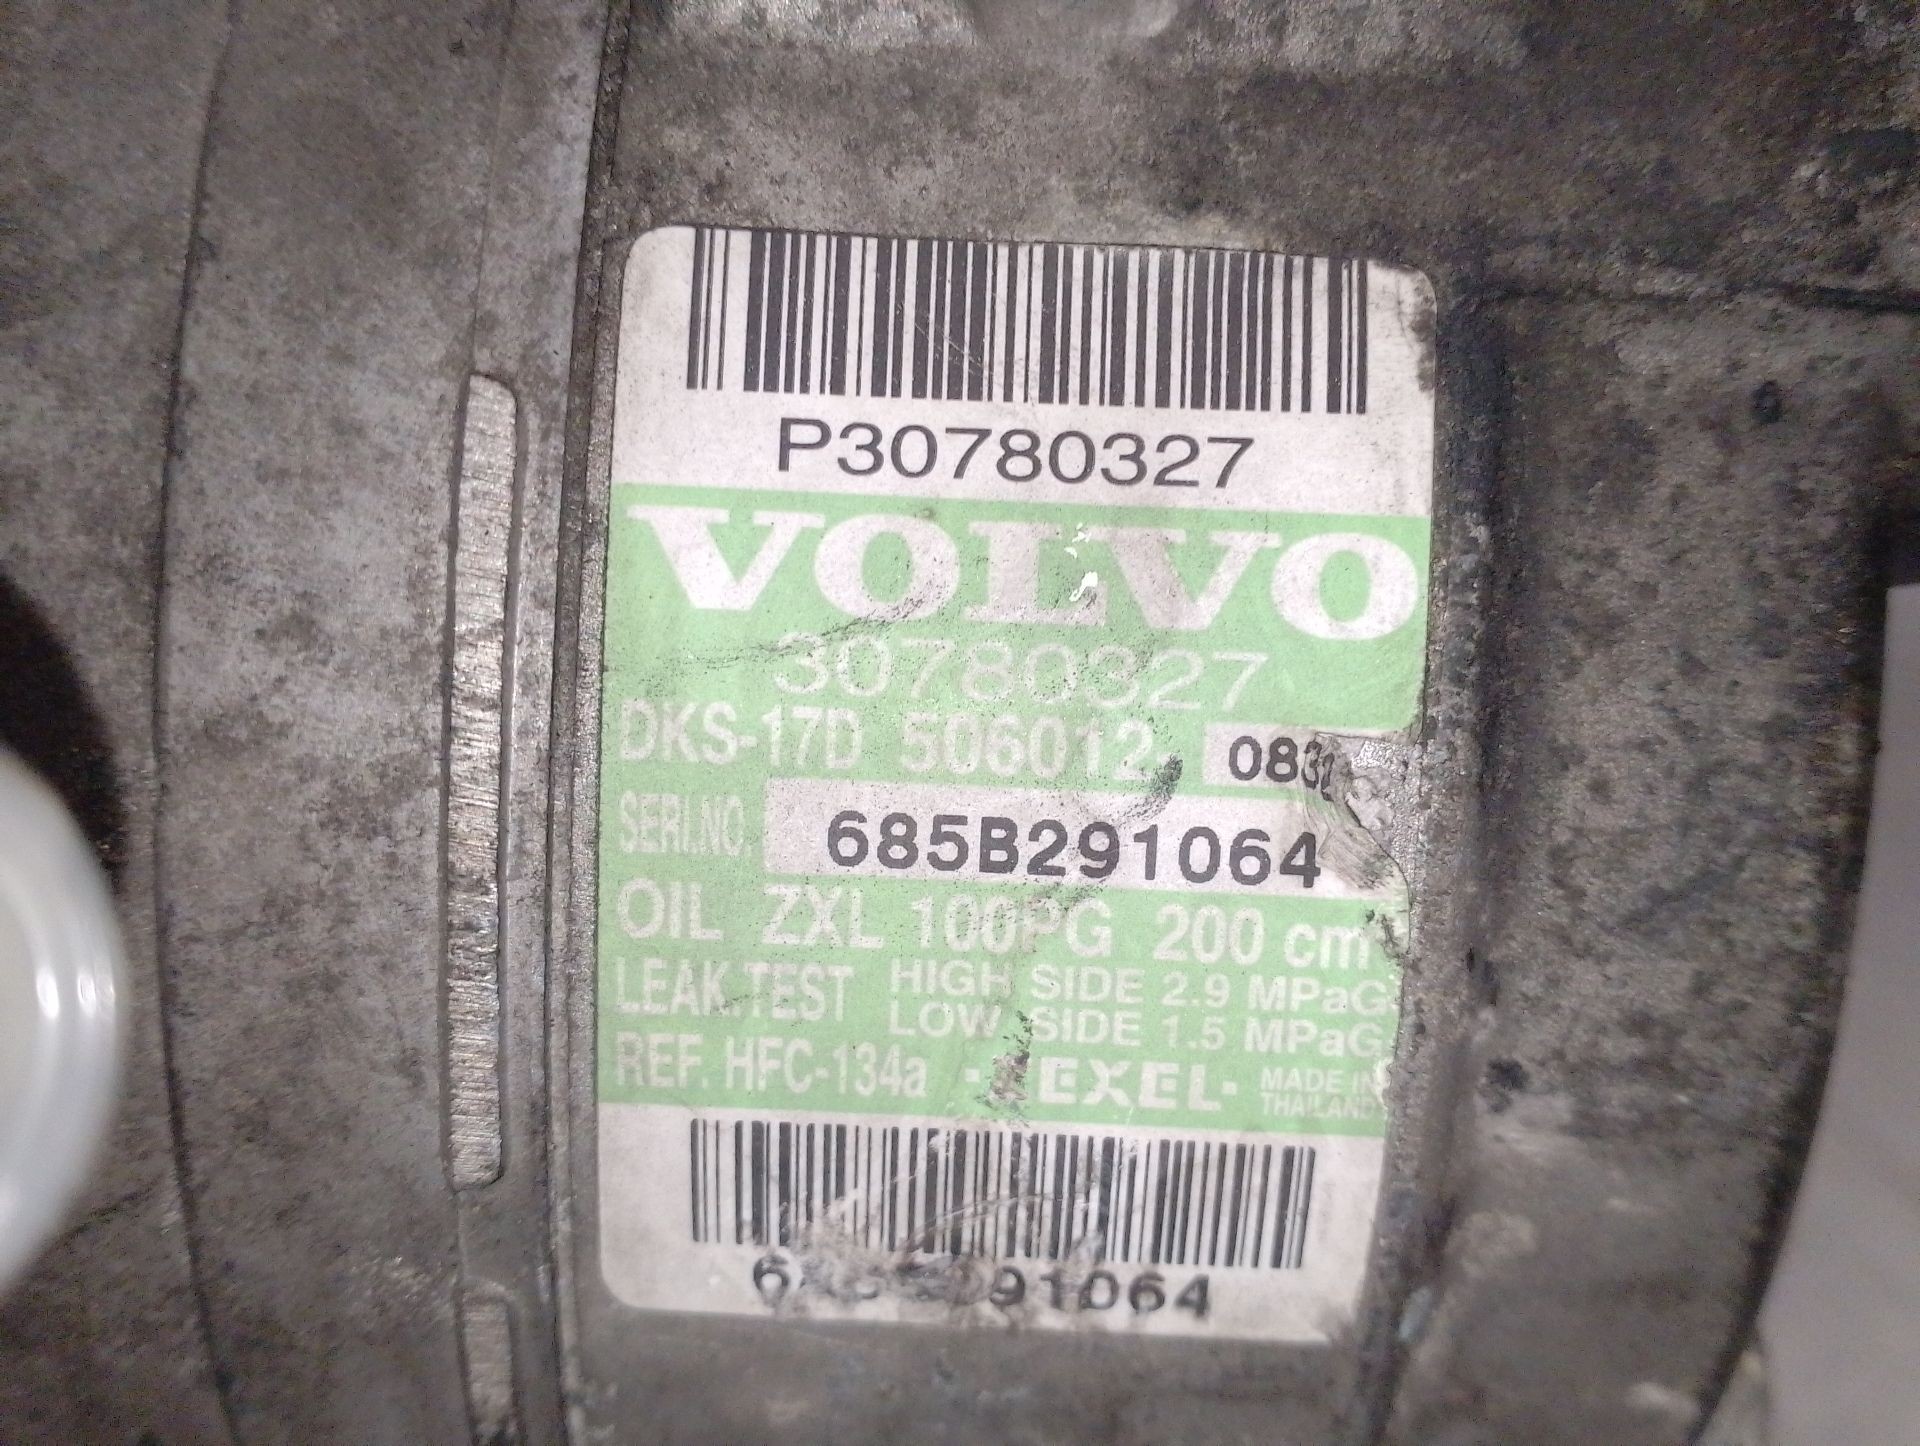 P30780327
VOLVO
30780327
DKS-17D 506012
SERI.NO. 685B291064
OIL ZXL 100PG 200 cm
LEAK.TEST HIGH SIDE 2.9 MPaG
LOW SIDE 1.5 MPaG
REF. HFC-134a
MADE IN
THAILAND